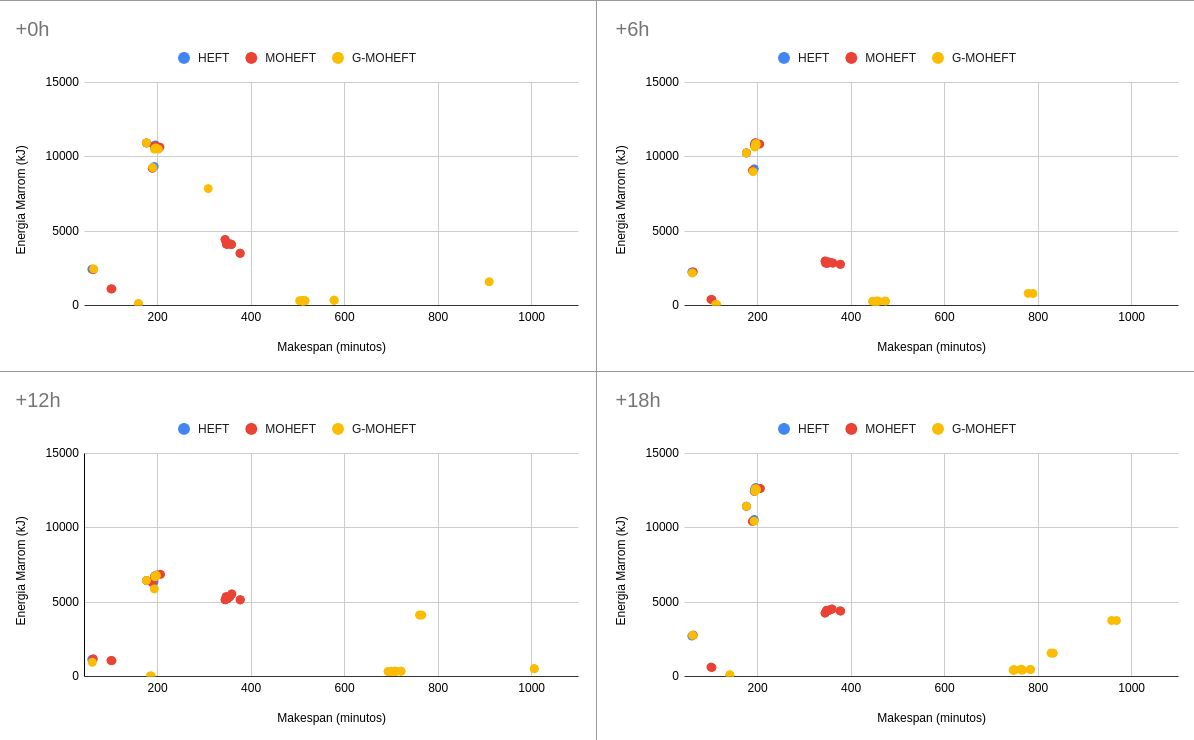 +0h
HEFT MOHEFT G-MOHEFT
15000
10000
5000
0
Energia Marrom (kJ)
200 400 600 800 1000
Makespan (minutos)
+6h
HEFT MOHEFT G-MOHEFT
15000
10000
5000
0
Energia Marrom (kJ)
200 400 600 800 1000
Makespan (minutos)
+12h
HEFT MOHEFT G-MOHEFT
15000
10000
5000
0
Energia Marrom (kJ)
200 400 600 800 1000
Makespan (minutos)
+18h
HEFT MOHEFT G-MOHEFT
15000
10000
5000
0
Energia Marrom (kJ)
200 400 600 800 1000
Makespan (minutos)